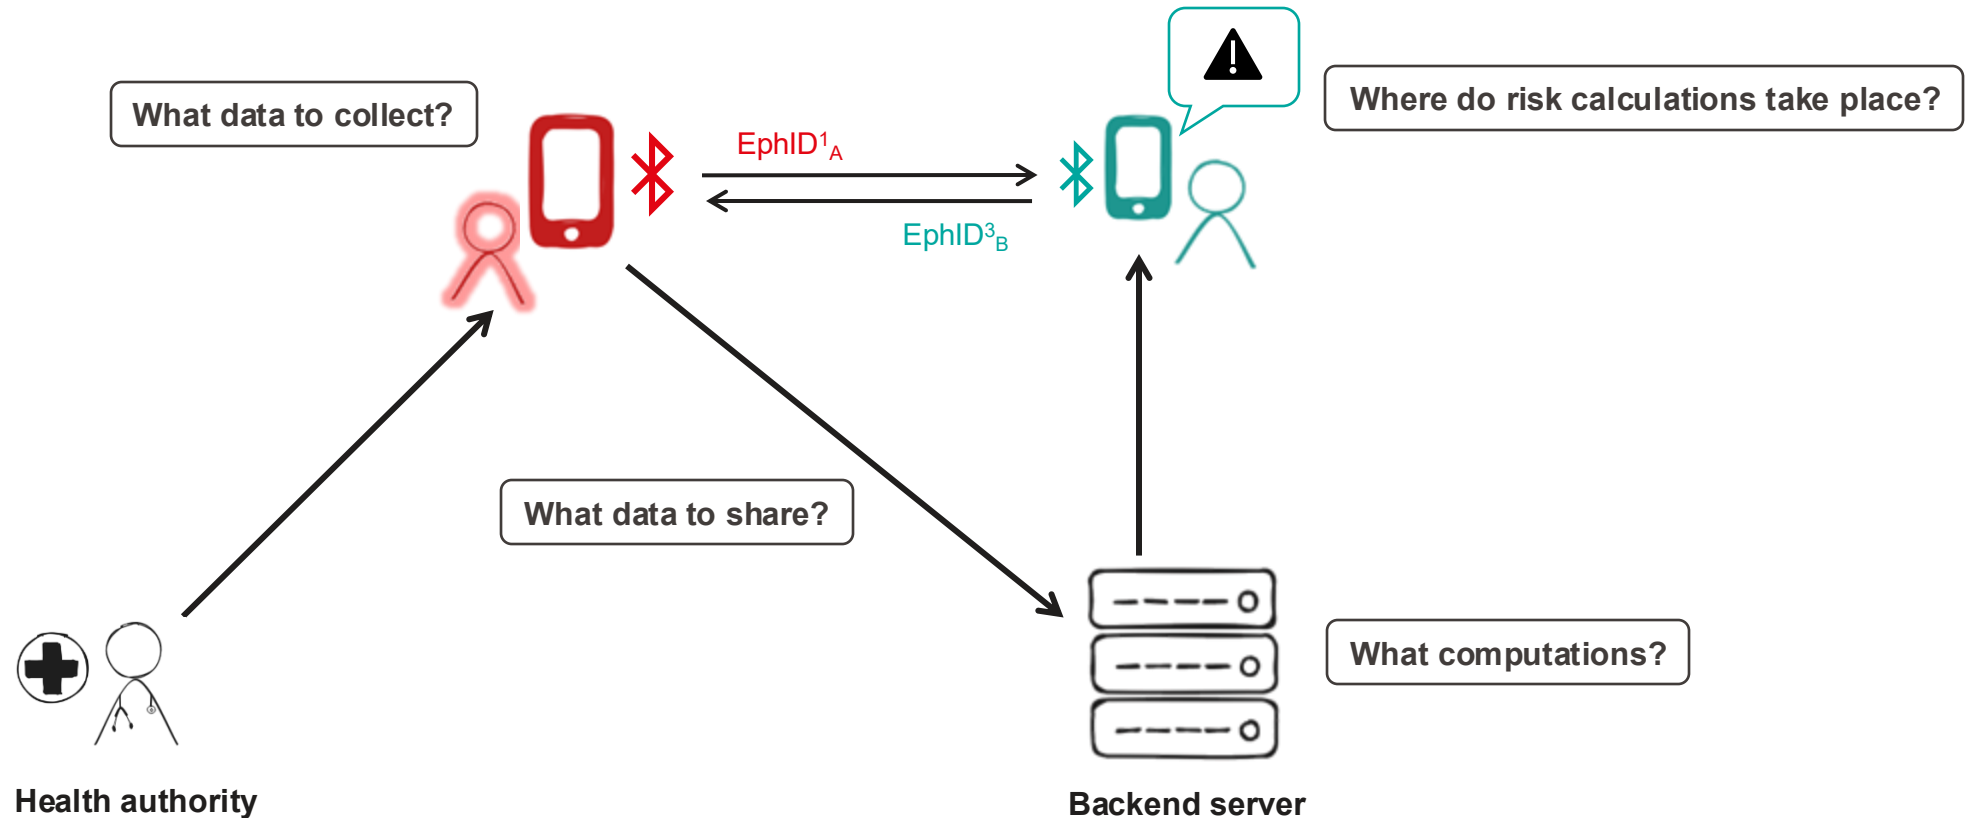 What data to collect?
Where do risk calculations take place?
EphID¹A
EphID³B
What data to share?
What computations?
Health authority
Backend server